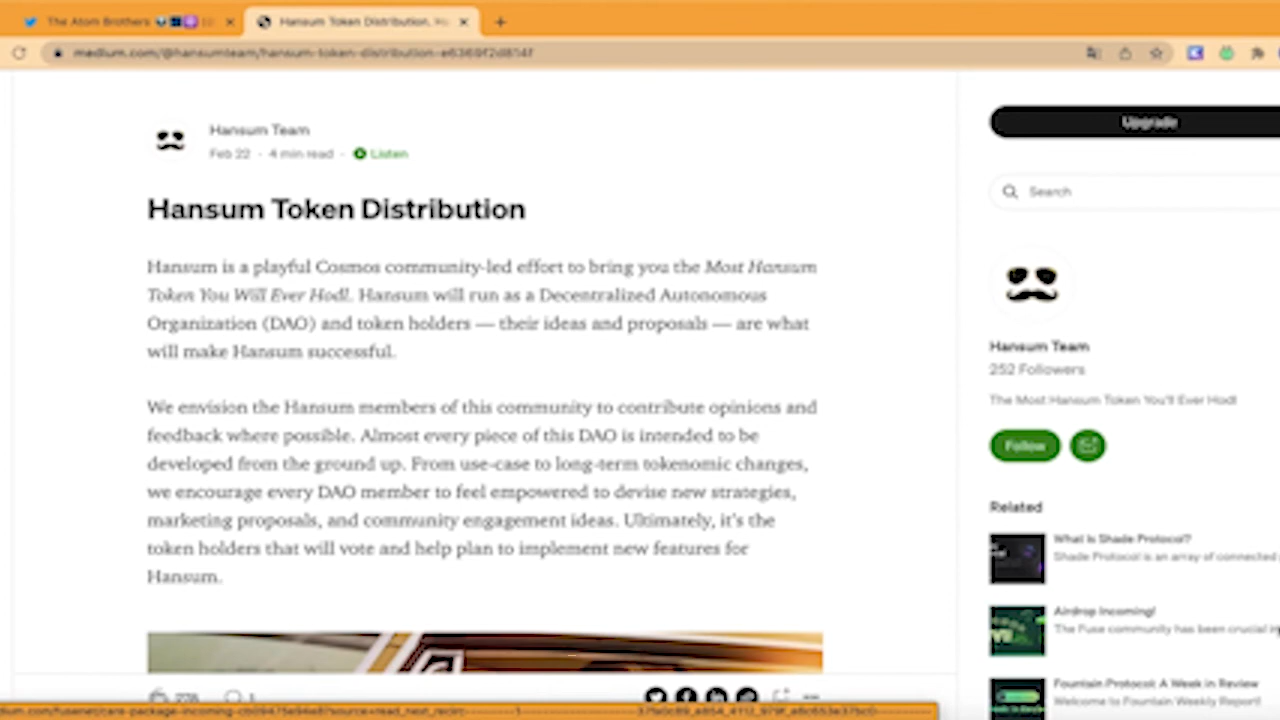 The Atom Brothers
Hansum Token Distribution. H
medium.com/@hansumteam/hansum-token-distribution-
Upgrade
Hansum Team
Feb 22 · 4 min read · Listen
Search
Hansum Token Distribution
Hansum is a playful Cosmos community-led effort to bring you the Most Hansum
Token You Will Ever Hodl. Hansum will run as a Decentralized Autonomous
Organization (DAO) and token holders — their ideas and proposals — are what
will make Hansum successful.
We envision the Hansum members of this community to contribute opinions and
feedback where possible. Almost every piece of this DAO is intended to be
developed from the ground up. From use-case to long-term tokenomic changes,
we encourage every DAO member to feel empowered to devise new strategies,
marketing proposals, and community engagement ideas. Ultimately, it's the
token holders that will vote and help plan to implement new features for
Hansum.
Hansum Team
252 Followers
The Most Hansum Token You'll Ever Hodl
Follow
Related
What Is Shade Protocol?
Shade Protocol is an array of connected
Airdrop Incoming!
The Fuse community has been crucial
Fountain Protocol: A Week in Review
Welcome to Fountain Weekly Report!